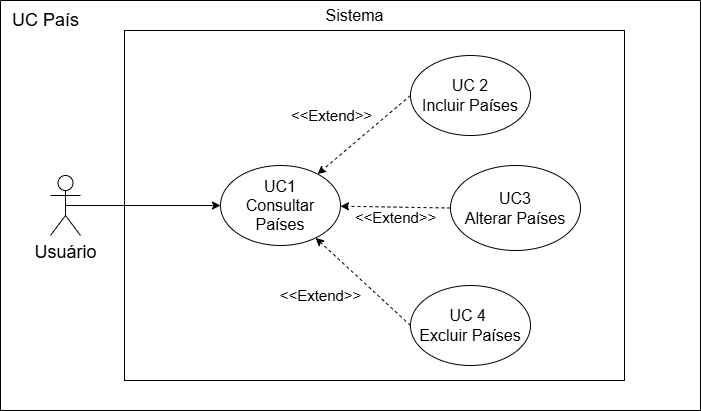 UC País
Sistema
UC 2
Incluir Países
<<Extend>>
UC1
Consultar
Países
UC3
Alterar Países
<<Extend>>
Usuário
<<Extend>>
UC 4
Excluir Países